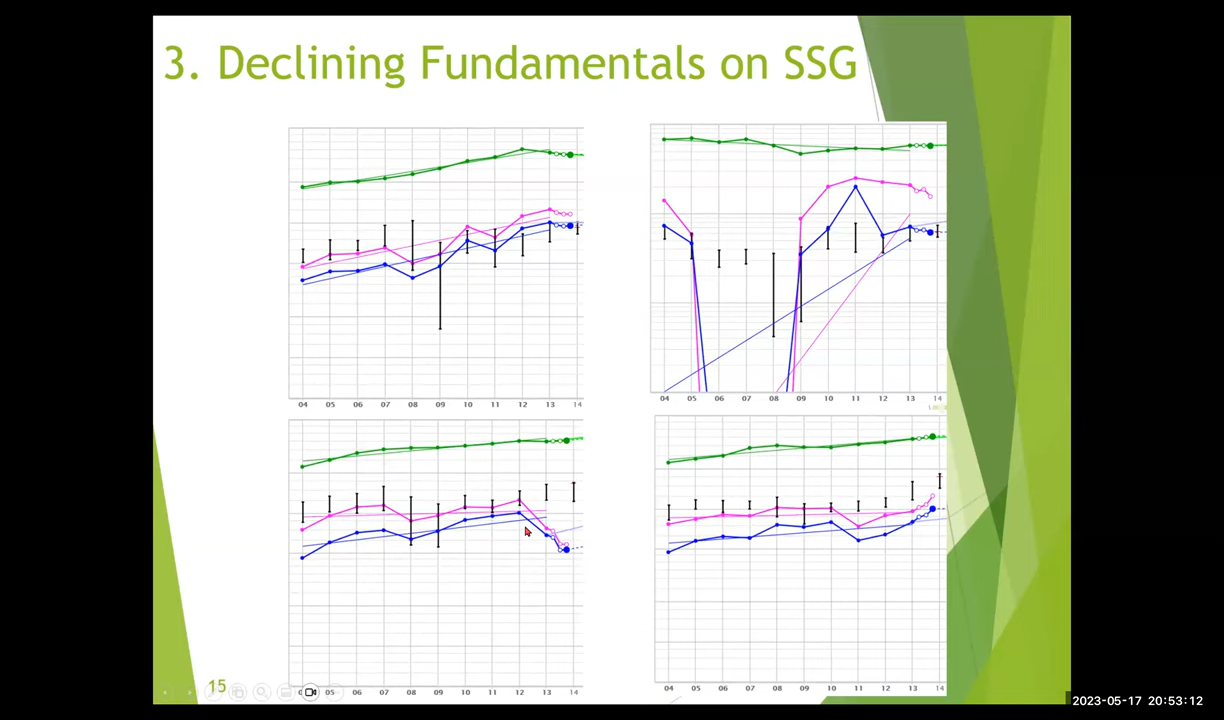 3. Declining Fundamentals on SSG
04 05 06 07 08 09 10 11 12 13 14
04 05 06 07 08 09 10 11 12 13 14
05 06 07 08 09 10 11 12 13 14
04 05 06 07 08 09 10 11 12 13 14
15
2023-05-17 20:53:12